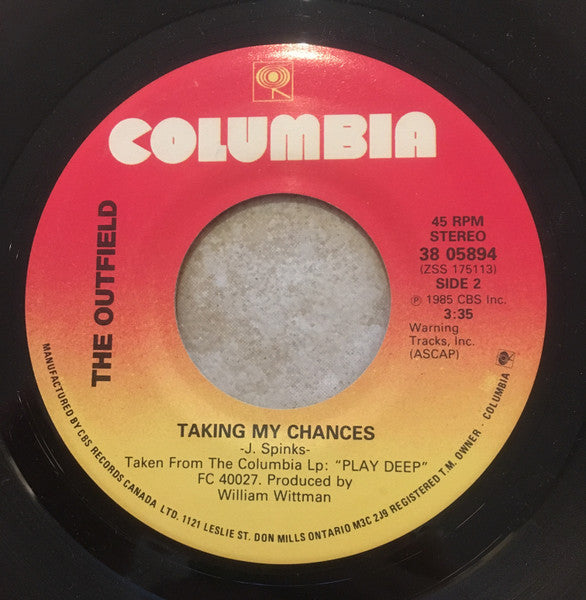 COLUMBIA
THE OUTFIELD
45 RPM
STEREO
38 05894
(ZSS 175113)
SIDE 2
℗ 1985 CBS Inc.
3:35
Warning
Tracks, Inc.
(ASCAP)
TAKING MY CHANCES
-J. Spinks-
Taken From The Columbia Lp: "PLAY DEEP"
FC 40027. Produced by
William Wittman
MANUFACTURED BY CBS RECORDS CANADA LTD. 1121 LESLIE ST. DON MILLS ONTARIO M3C 2J9 REGISTERED T.M. OWNER · COLUMBIA